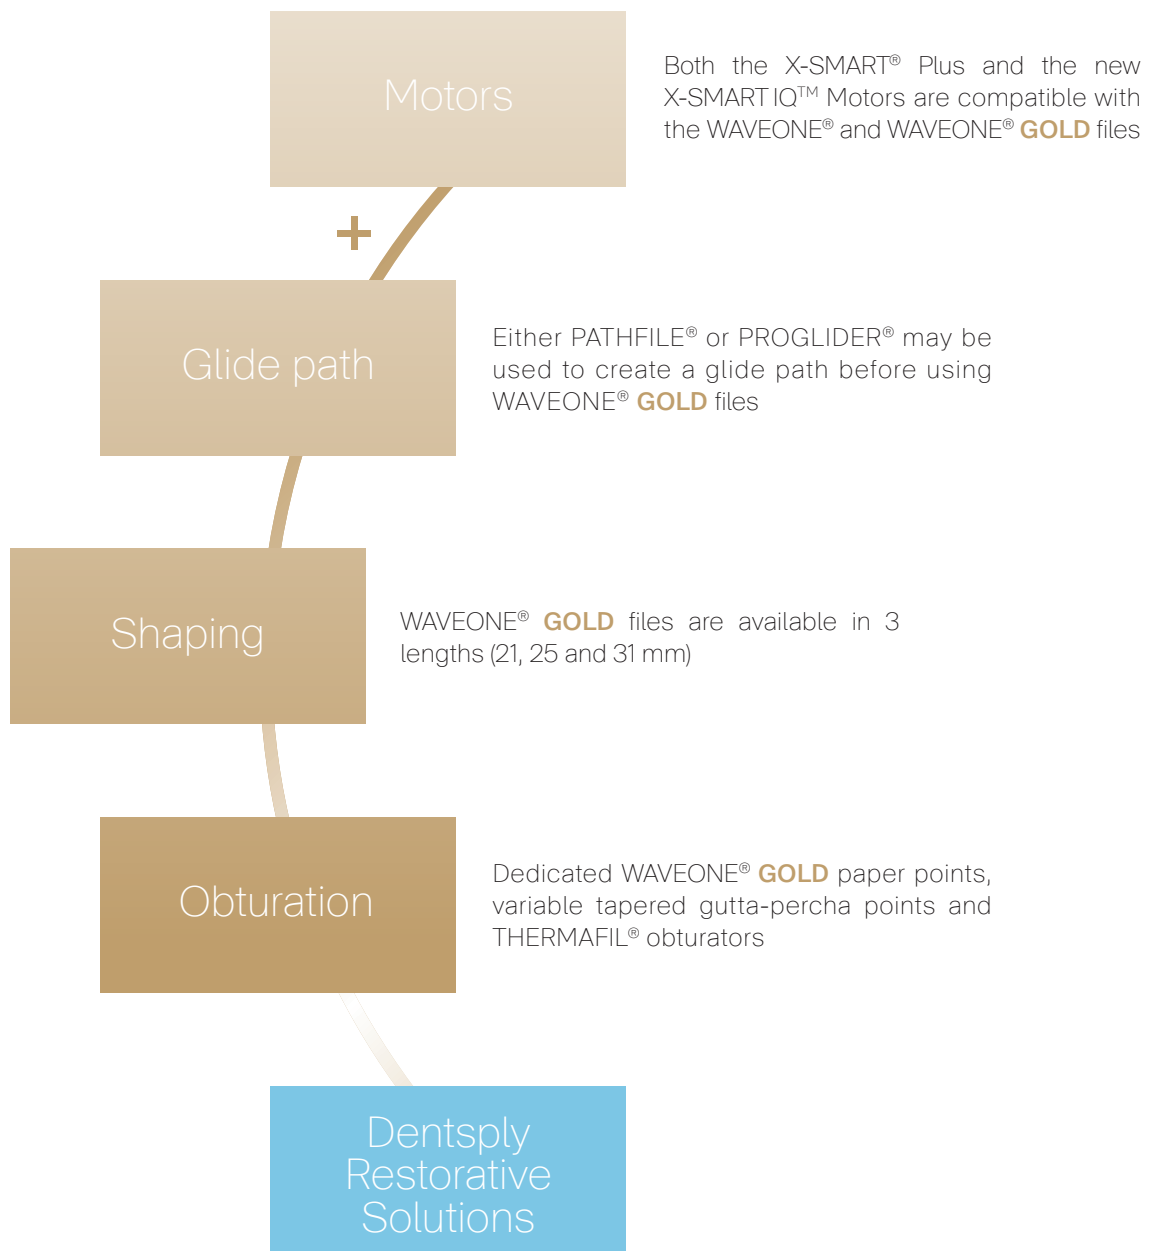 Motors
Both the X-SMART® Plus and the new
X-SMART IQ™ Motors are compatible with
the WAVEONE® and WAVEONE® GOLD files
+
Glide path
Either PATHFILE® or PROGLIDER® may be
used to create a glide path before using
WAVEONE® GOLD files
Shaping
WAVEONE® GOLD files are available in 3
lengths (21, 25 and 31 mm)
Obturation
Dedicated WAVEONE® GOLD paper points,
variable tapered gutta-percha points and
THERMAFIL® obturators
Dentsply
Restorative
Solutions